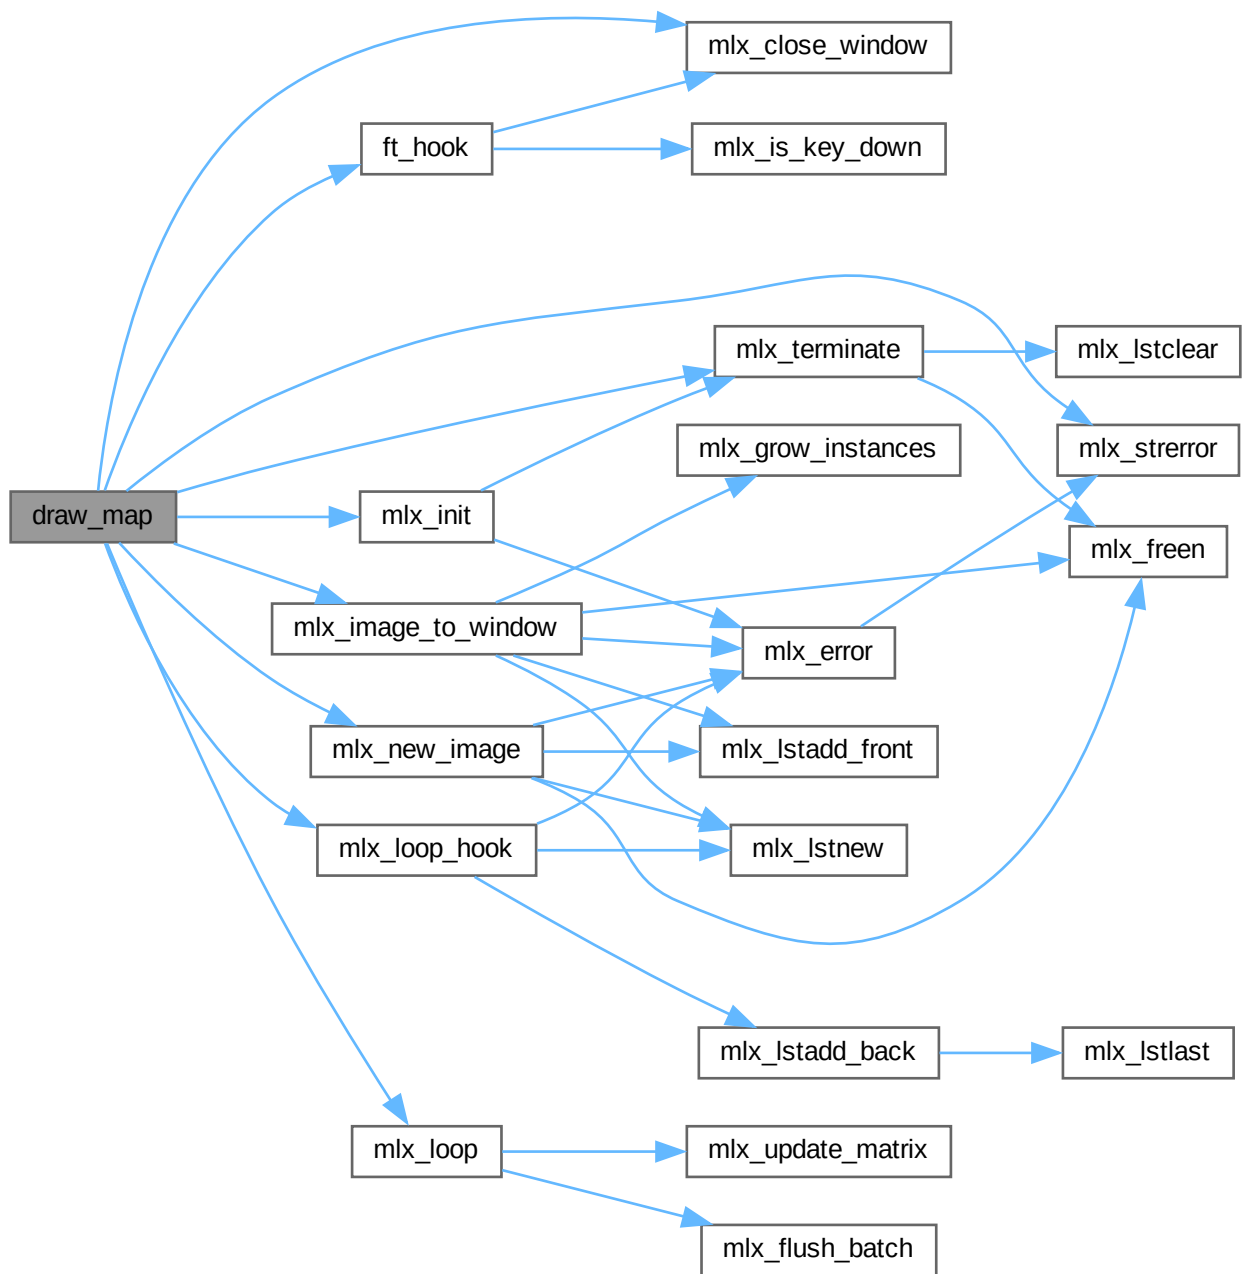 mlx_close_window
ft_hook
mlx_is_key_down
mlx_terminate
mlx_lstclear
mlx_grow_instances
mlx_strerror
draw_map
mlx_init
mlx_freen
mlx_image_to_window
mlx_error
mlx_new_image
mlx_lstadd_front
mlx_loop_hook
mlx_lstnew
mlx_lstadd_back
mlx_lstlast
mlx_loop
mlx_update_matrix
mlx_flush_batch